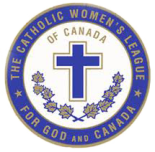 THE CATHOLIC WOMEN'S LEAGUE
OF CANADA
FOR GOD AND CANADA